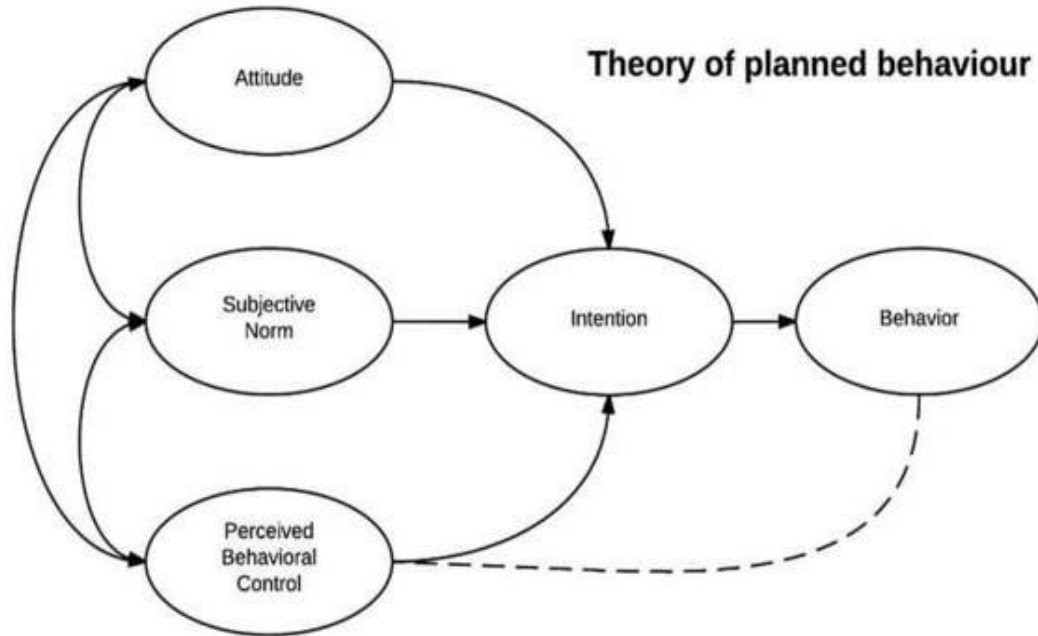 Theory of planned behaviour
Attitude
Subjective
Norm
Intention
Behavior
Perceived
Behavioral
Control